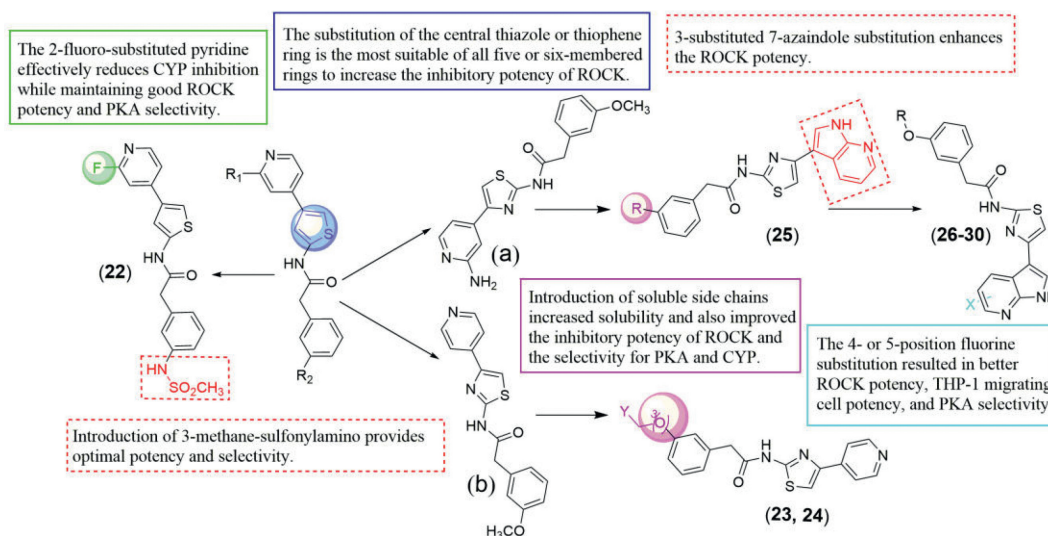 The 2-fluoro-substituted pyridine
effectively reduces CYP inhibition
while maintaining good ROCK
potency and PKA selectivity.
The substitution of the central thiazole or thiophene
ring is the most suitable of all five or six-membered
rings to increase the inhibitory potency of ROCK.
3-substituted 7-azaindole substitution enhances
the ROCK potency.
N
F
S
HN
O
(22)
HN
SO₂CH₃
N
R₁
S
HN
O
R₂
OCH₃
O
NH
S
N
N
NH₂
(a)
R
O
H
N
N
S
HN
N
(25)
R
O
O
HN
N
S
X
N
NH
(26-30)
Introduction of 3-methane-sulfonylamino provides
optimal potency and selectivity.
N
N
S
NH
O
OCH₃
(b)
Introduction of soluble side chains
increased solubility and also improved
the inhibitory potency of ROCK and
the selectivity for PKA and CYP.
The 4- or 5-position fluorine
substitution resulted in better
ROCK potency, THP-1 migrating
cell potency, and PKA selectivity
Y
3
O
O
H
N
N
S
N
(23, 24)